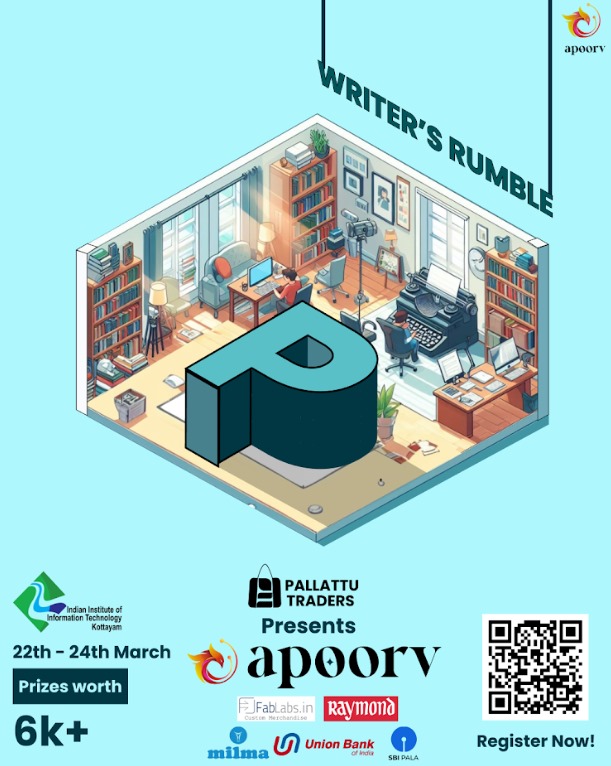 apoorv
WRITER'S RUMBLE
P
Indian Institute of
Information Technology
Kottayam
22th - 24th March
Prizes worth
6k+
PALLATTU
TRADERS
Presents
apoorv
FabLabs.in
Custom Merchandise
Raymond
milma
Union Bank
of India
SBI PALA
Register Now!